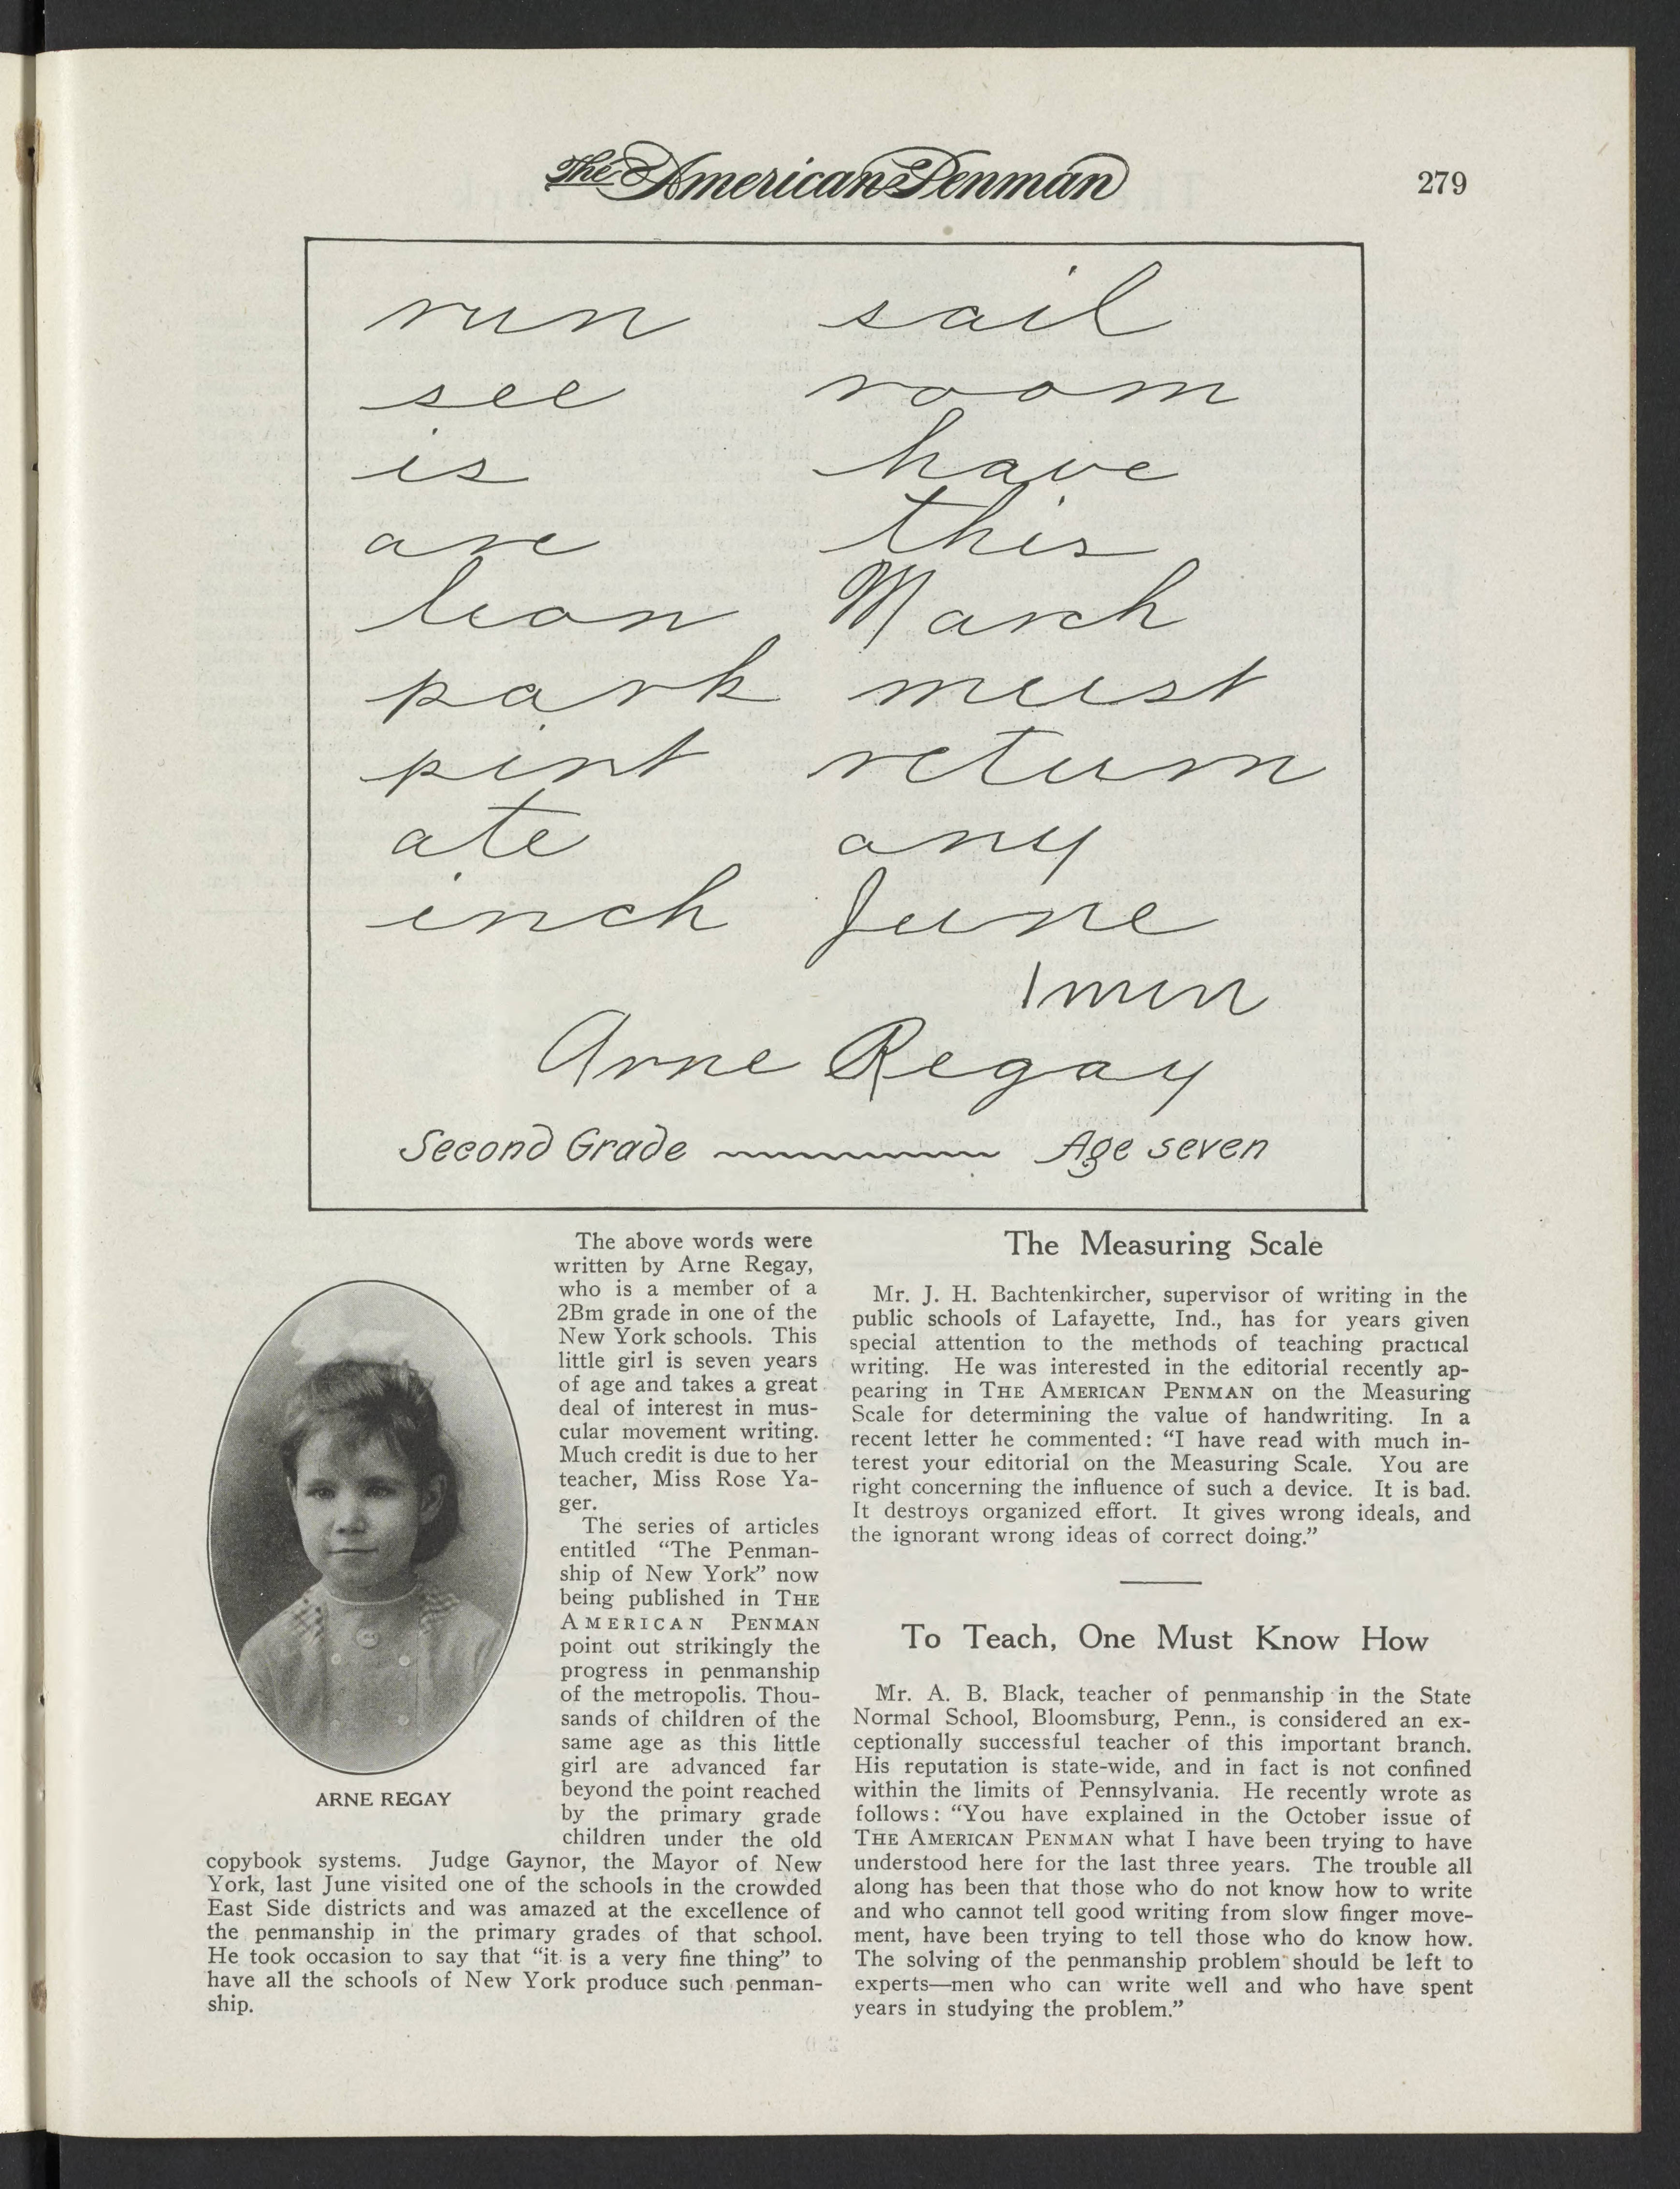 The American Penman
279
run sail
see room
is have
are this
lean March
park must
pint return
ate any
inch June
1 min
Arne Regay
Second Grade Age seven
The above words were
written by Arne Regay,
who is a member of a
2Bm grade in one of the
New York schools. This
little girl is seven years
of age and takes a great
deal of interest in mus-
cular movement writing.
Much credit is due to her
teacher, Miss Rose Ya-
ger.
The series of articles
entitled “The Penman-
ship of New York” now
being published in THE
AMERICAN PENMAN
point out strikingly the
progress in penmanship
of the metropolis. Thou-
sands of children of the
same age as this little
girl are advanced far
beyond the point reached
by the primary grade
children under the old
ARNE REGAY
copybook systems. Judge Gaynor, the Mayor of New
York, last June visited one of the schools in the crowded
East Side districts and was amazed at the excellence of
the penmanship in the primary grades of that school.
He took occasion to say that “it is a very fine thing” to
have all the schools of New York produce such penman-
ship.
The Measuring Scale
Mr. J. H. Bachtenkircher, supervisor of writing in the
public schools of Lafayette, Ind., has for years given
special attention to the methods of teaching practical
writing. He was interested in the editorial recently ap-
pearing in THE AMERICAN PENMAN on the Measuring
Scale for determining the value of handwriting. In a
recent letter he commented: “I have read with much in-
terest your editorial on the Measuring Scale. You are
right concerning the influence of such a device. It is bad.
It destroys organized effort. It gives wrong ideals, and
the ignorant wrong ideas of correct doing.”
To Teach, One Must Know How
Mr. A. B. Black, teacher of penmanship in the State
Normal School, Bloomsburg, Penn., is considered an ex-
ceptionally successful teacher of this important branch.
His reputation is state-wide, and in fact is not confined
within the limits of Pennsylvania. He recently wrote as
follows: “You have explained in the October issue of
THE AMERICAN PENMAN what I have been trying to have
understood here for the last three years. The trouble all
along has been that those who do not know how to write
and who cannot tell good writing from slow finger move-
ment, have been trying to tell those who do know how.
The solving of the penmanship problem should be left to
experts—men who can write well and who have spent
years in studying the problem.”